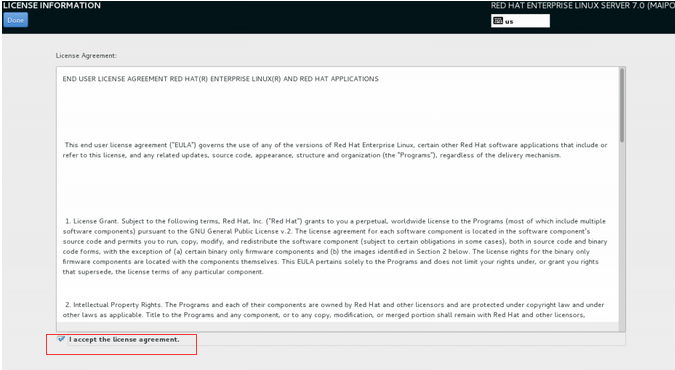 LICENSE INFORMATION
RED HAT ENTERPRISE LINUX SERVER 7.0 (MAIPO
Done
us
License Agreement:
END USER LICENSE AGREEMENT RED HAT(R) ENTERPRISE LINUX(R) AND RED HAT APPLICATIONS
This end user license agreement ("EULA") governs the use of any of the versions of Red Hat Enterprise Linux, certain other Red Hat software applications that include or
refer to this license, and any related updates, source code, appearance, structure and organization (the "Programs"), regardless of the delivery mechanism.
1. License Grant. Subject to the following terms, Red Hat, Inc. ("Red Hat") grants to you a perpetual, worldwide license to the Programs (most of which include multiple
software components) pursuant to the GNU General Public License v.2. The license agreement for each software component is located in the software component's
source code and permits you to run, copy, modify, and redistribute the software component (subject to certain obligations in some cases), both in source code and binary
code forms, with the exception of (a) certain binary only firmware components and (b) the images identified in Section 2 below. The license rights for the binary only
firmware components are located with the components themselves. This EULA pertains solely to the Programs and does not limit your rights under, or grant you rights
that supersede, the license terms of any particular component.
2. Intellectual Property Rights. The Programs and each of their components are owned by Red Hat and other licensors and are protected under copyright law and under
other laws as applicable. Title to the Programs and any component, or to any copy, modification, or merged portion shall remain with Red Hat and other licensors,
I accept the license agreement.